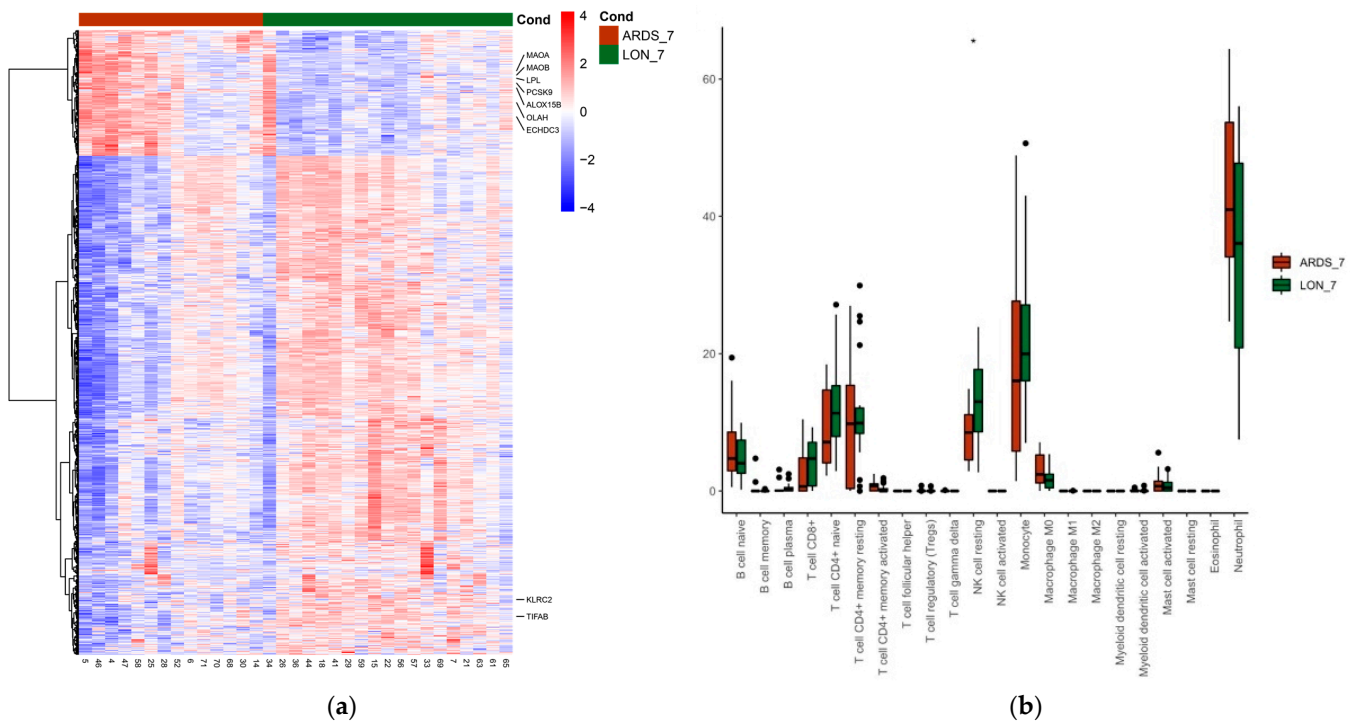 Cond
Cond
ARDS_7
LON_7
4
2
0
−2
−4
MAOA
MAOB
LPL
PCSK9
ALOX15B
OLAH
ECHDC3
KLRC2
TIFAB
5
46
4
47
58
25
28
52
6
71
70
68
30
14
34
26
36
44
18
41
29
59
15
22
56
57
33
69
7
21
63
61
65
(a)
*
60
40
20
0
ARDS_7
LON_7
B cell naive
B cell memory
B cell plasma
T cell CD8+
T cell CD4+ naive
T cell CD4+ memory resting
T cell CD4+ memory activated
T cell follicular helper
T cell regulatory (Tregs)
T cell gamma delta
NK cell resting
NK cell activated
Monocyte
Macrophage M0
Macrophage M1
Macrophage M2
Myeloid dendritic cell resting
Myeloid dendritic cell activated
Mast cell activated
Mast cell resting
Eosinophil
Neutrophil
(b)